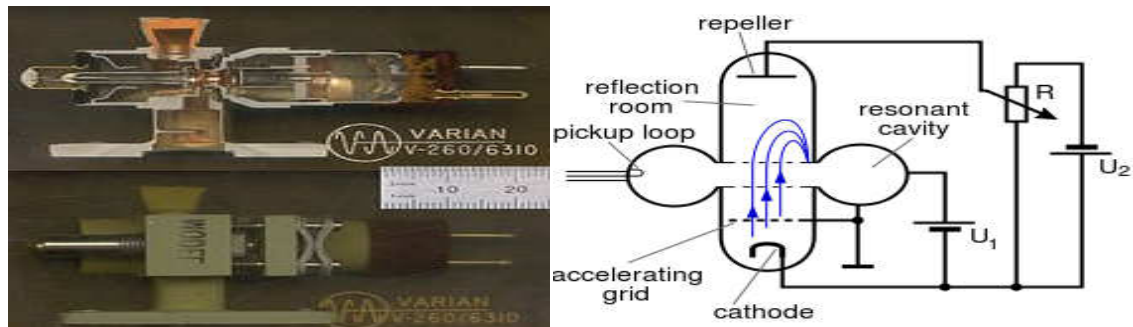 VARIAN
V-260/6310
10
20
MODEL
VARIAN
V-260/6310
repeller
reflection
room
pickup loop
resonant
cavity
R
U2
U1
accelerating
grid
cathode